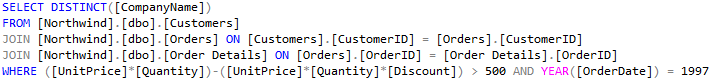 SELECT DISTINCT([CompanyName])
FROM [Northwind].[dbo].[Customers]
JOIN [Northwind].[dbo].[Orders] ON [Customers].[CustomerID] = [Orders].[CustomerID]
JOIN [Northwind].[dbo].[Order Details] ON [Orders].[OrderID] = [Order Details].[OrderID]
WHERE ([UnitPrice]*[Quantity])-([UnitPrice]*[Quantity]*[Discount]) > 500 AND YEAR([OrderDate]) = 1997